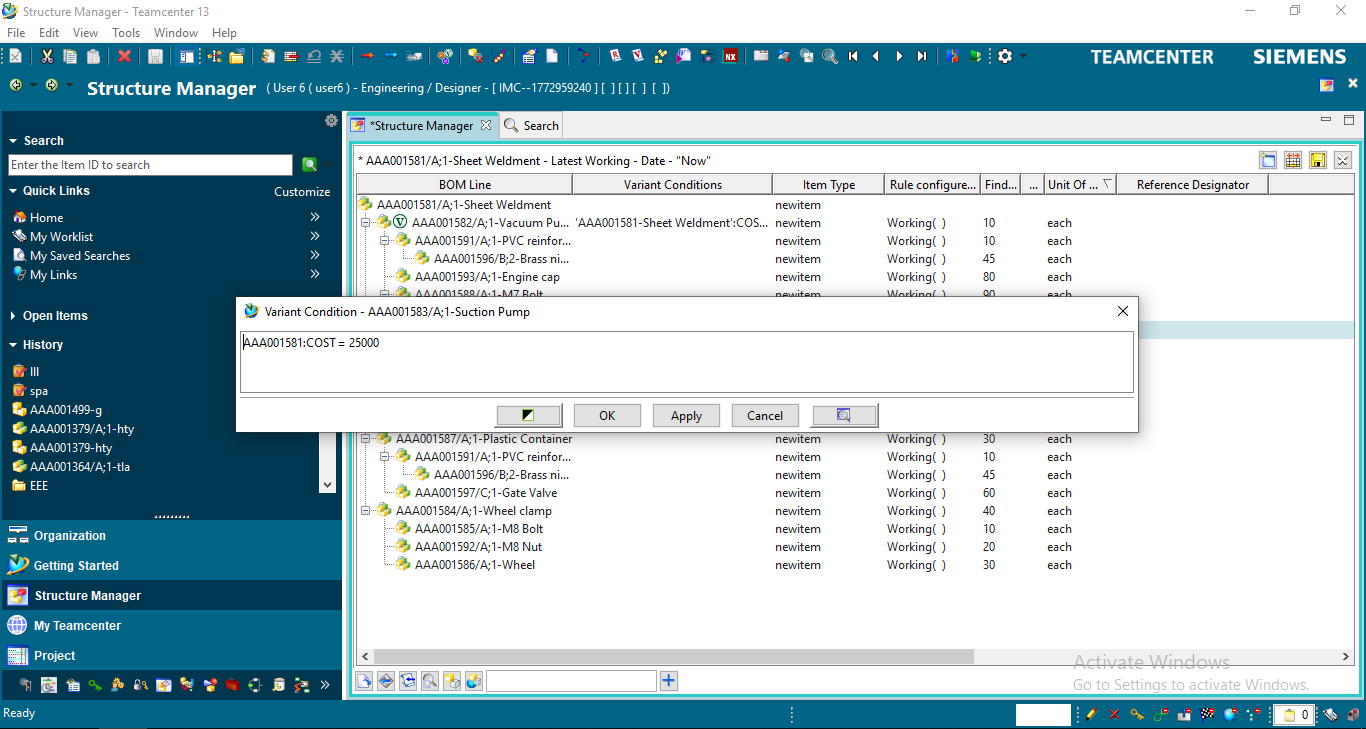 Structure Manager - Teamcenter 13
File Edit View Tools Window Help
TEAMCENTER SIEMENS
Structure Manager ( User 6 ( user6 ) - Engineering / Designer - [ IMC--1772959240 ] [ ] [ ] [ ] [ ])
Search
Enter the Item ID to search
Quick Links Customize
Home
My Worklist
My Saved Searches
My Links
Open Items
History
lll
spa
AAA001499-g
AAA001379/A;1-hty
AAA001379-hty
AAA001364/A;1-tla
EEE
Organization
Getting Started
Structure Manager
My Teamcenter
Project
*Structure Manager Search
* AAA001581/A;1-Sheet Weldment - Latest Working - Date - "Now"
BOM Line Variant Conditions Item Type Rule configure... Find... ... Unit Of ... Reference Designator
AAA001581/A;1-Sheet Weldment newitem
AAA001582/A;1-Vacuum Pu... 'AAA001581-Sheet Weldment':COS... newitem Working( ) 10 each
AAA001591/A;1-PVC reinfor... newitem Working( ) 10 each
AAA001596/B;2-Brass ni... newitem Working( ) 45 each
AAA001593/A;1-Engine cap newitem Working( ) 80 each
AAA001588/A;1-M7 Bolt newitem Working( ) 90 each
Variant Condition - AAA001583/A;1-Suction Pump
AAA001581:COST = 25000
OK Apply Cancel
AAA001587/A;1-Plastic Container newitem Working( ) 30 each
AAA001591/A;1-PVC reinfor... newitem Working( ) 10 each
AAA001596/B;2-Brass ni... newitem Working( ) 45 each
AAA001597/C;1-Gate Valve newitem Working( ) 60 each
AAA001584/A;1-Wheel clamp newitem Working( ) 40 each
AAA001585/A;1-M8 Bolt newitem Working( ) 10 each
AAA001592/A;1-M8 Nut newitem Working( ) 20 each
AAA001586/A;1-Wheel newitem Working( ) 30 each
Activate Windows
Go to Settings to activate Windows.
Ready
0